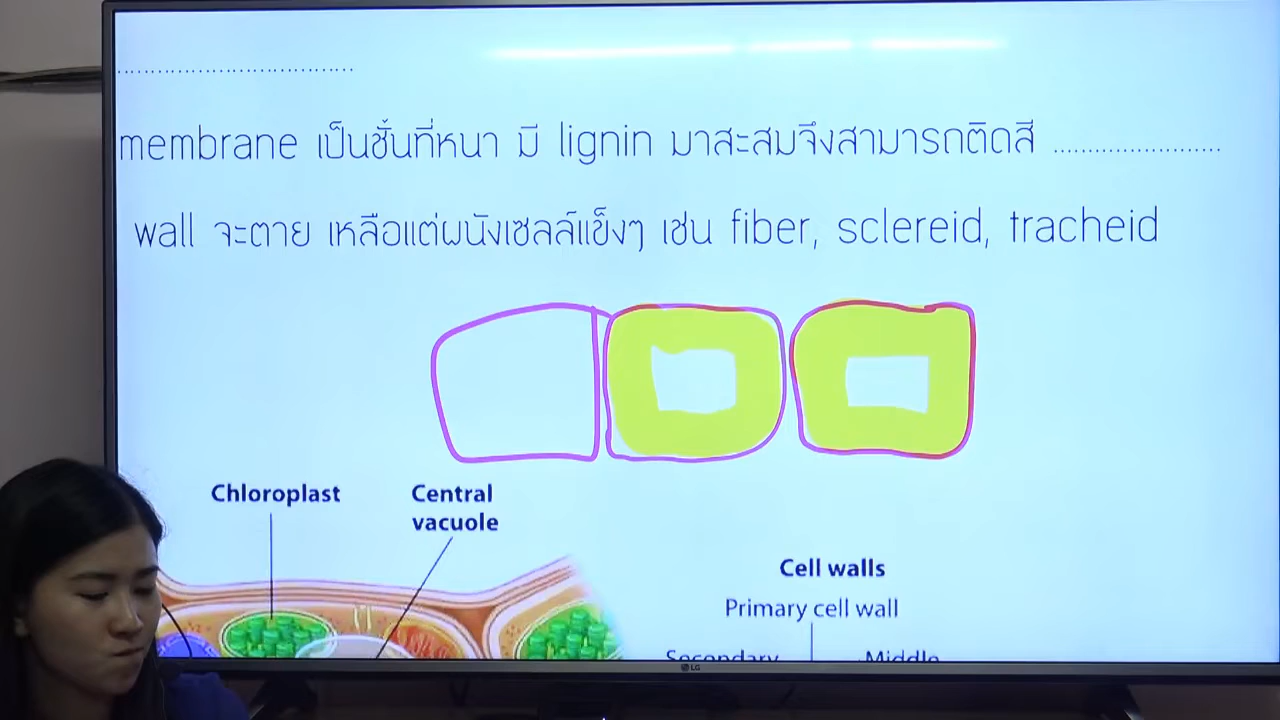 ................................
membrane เป็นชั้นที่หนา มี lignin มาสะสมจึงสามารถติดสี ........................
wall จะตาย เหลือแต่ผนังเซลล์แข็งๆ เช่น fiber, sclereid, tracheid
Chloroplast
Central
vacuole
Cell walls
Primary cell wall
Secondary
Middle
LG